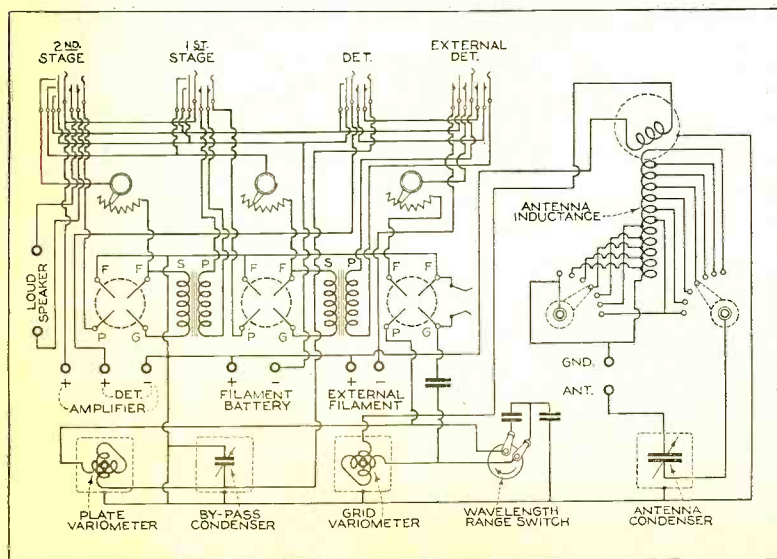 2ND. STAGE
1ST. STAGE
DET.
EXTERNAL DET.
ANTENNA INDUCTANCE
LOUD SPEAKER
F F S P F F S P F F
P G P G P G
GND.
ANT.
+ + - + - + -
DET.
AMPLIFIER
FILAMENT BATTERY
EXTERNAL FILAMENT
PLATE VARIOMETER
BY-PASS CONDENSER
GRID VARIOMETER
WAVELENGTH RANGE SWITCH
ANTENNA CONDENSER